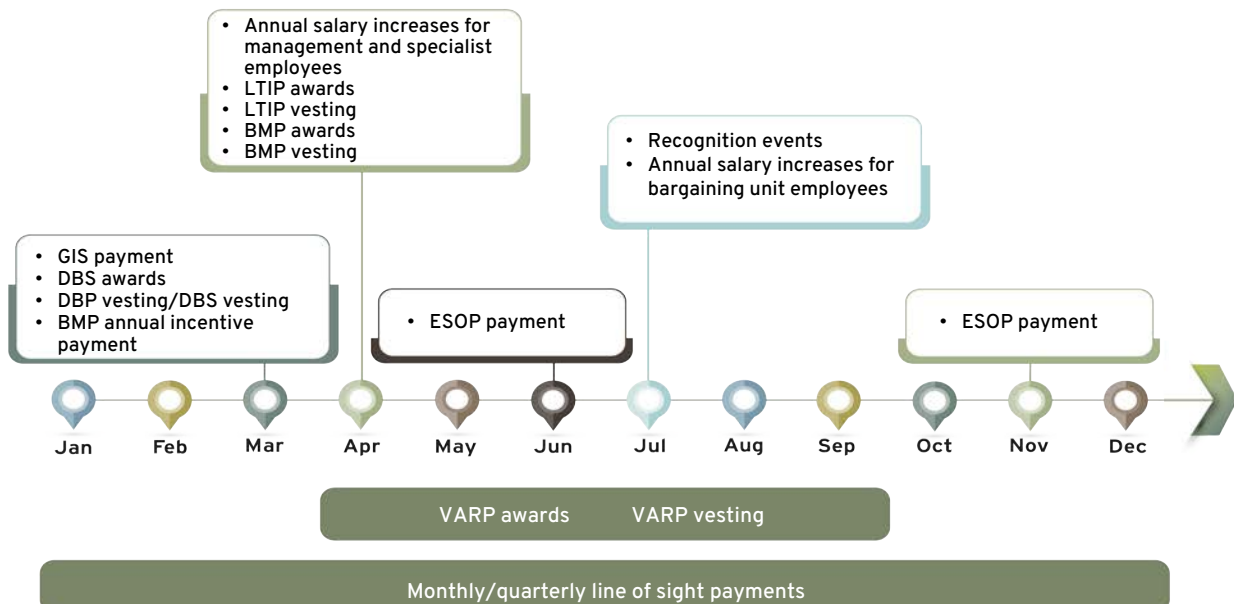 • Annual salary increases for
management and specialist
employees
• LTIP awards
• LTIP vesting
• BMP awards
• BMP vesting
• Recognition events
• Annual salary increases for
bargaining unit employees
• GIS payment
• DBS awards
• DBP vesting/DBS vesting
• BMP annual incentive
payment
• ESOP payment
• ESOP payment
Jan Feb Mar Apr May Jun Jul Aug Sep Oct Nov Dec
VARP awards VARP vesting
Monthly/quarterly line of sight payments